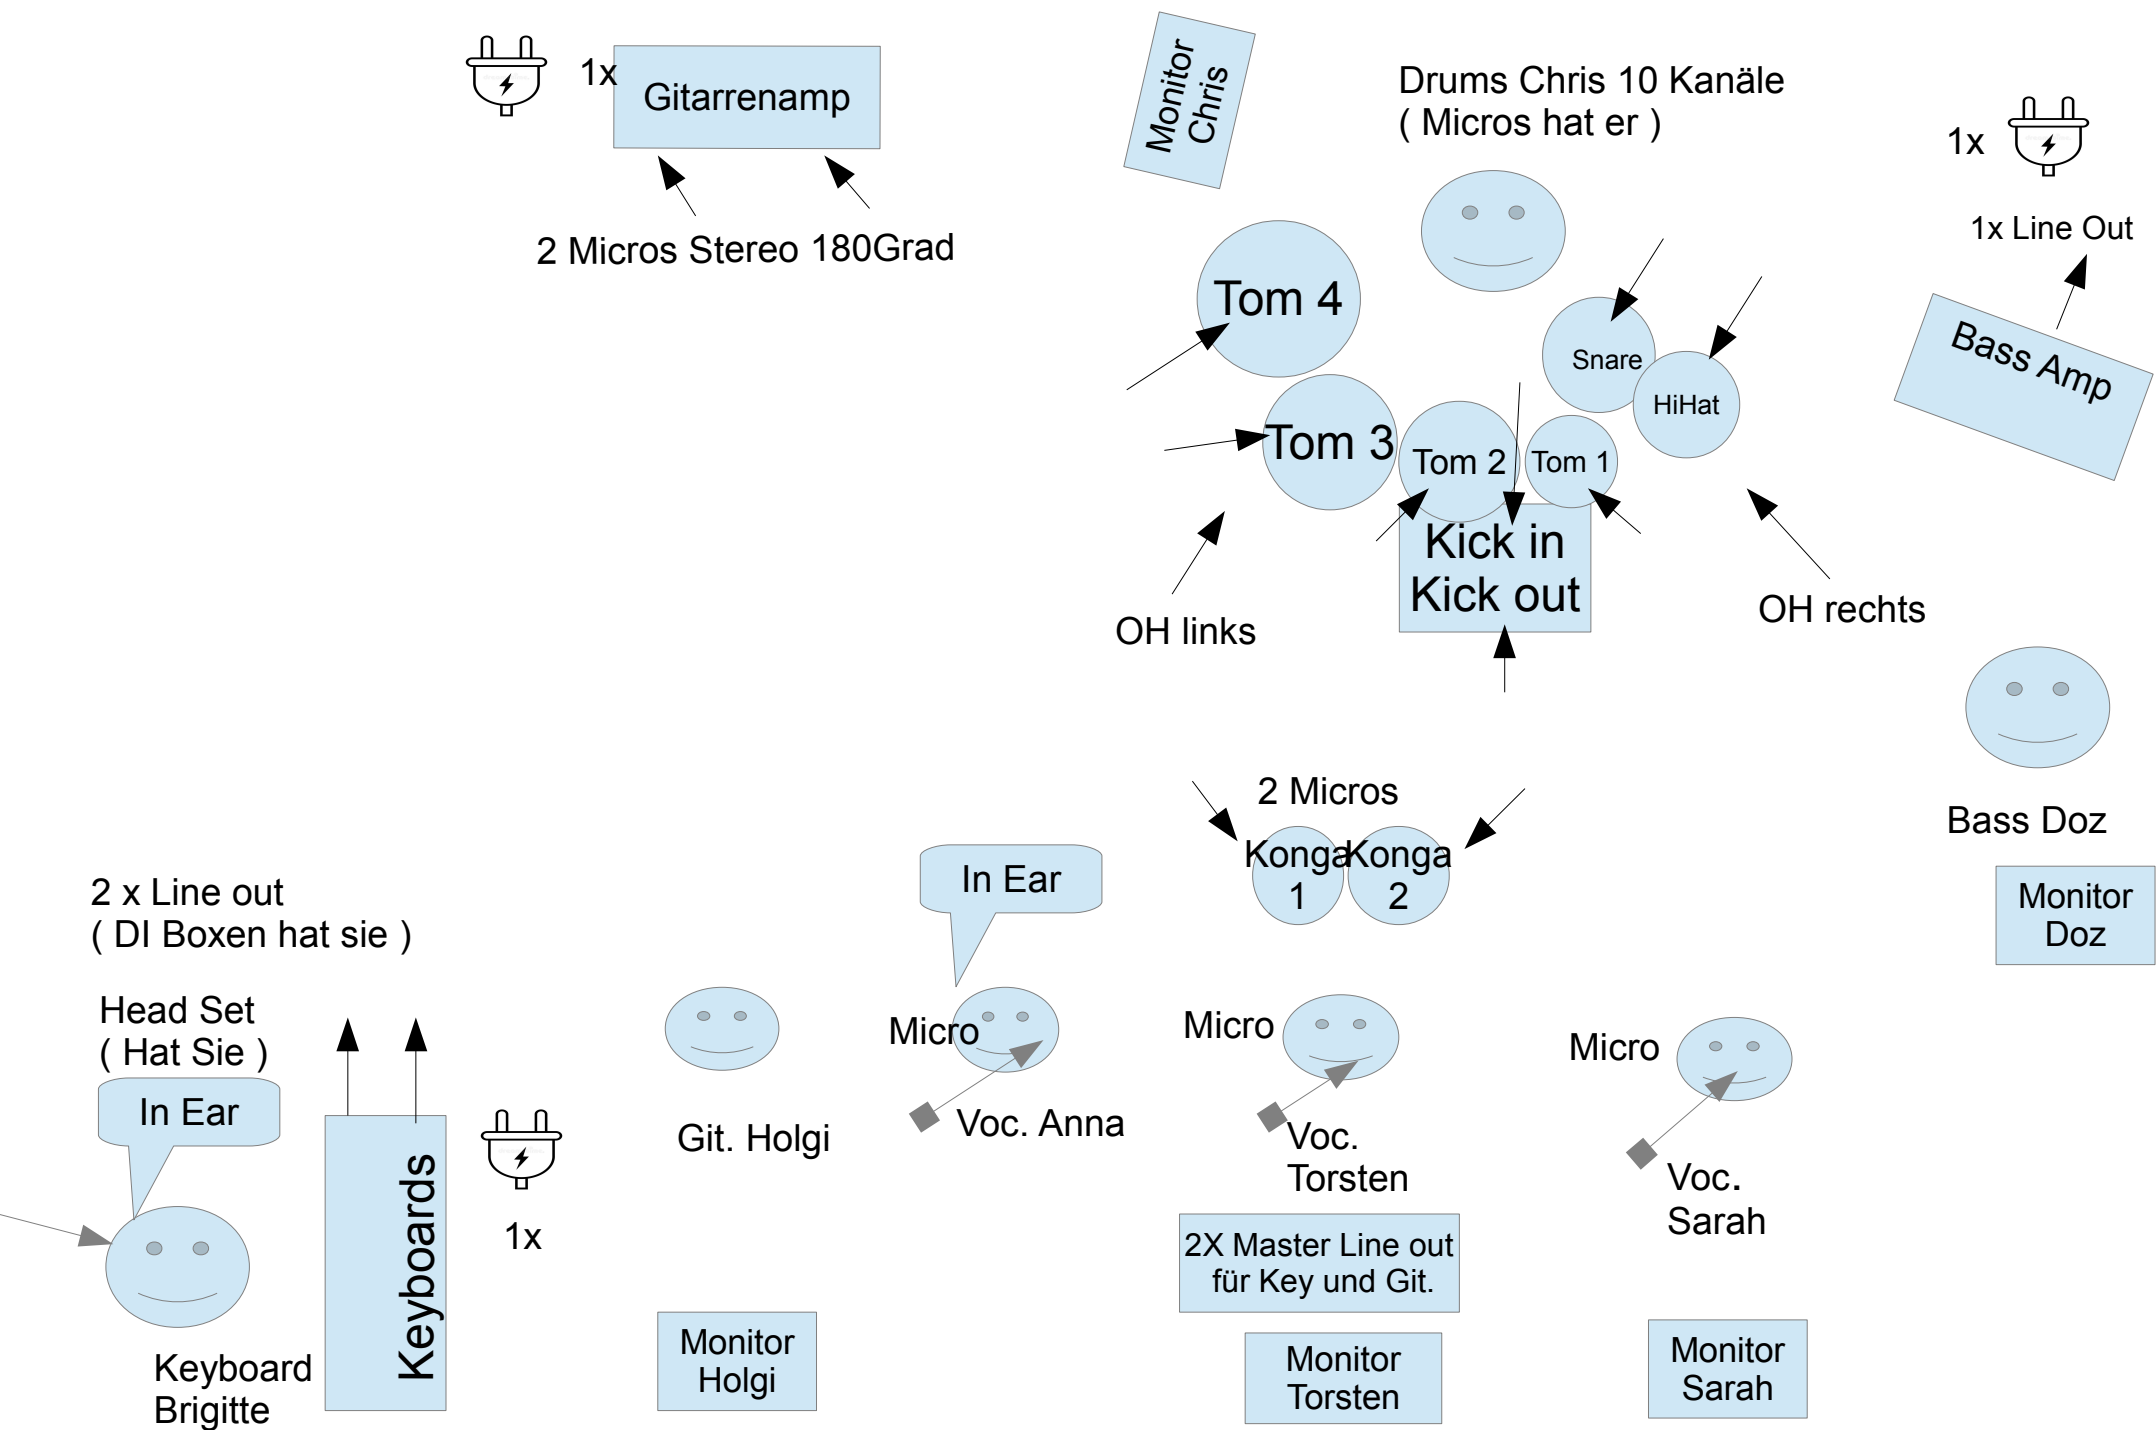 1x
Gitarrenamp
2 Micros Stereo 180Grad
Monitor
Chris
Drums Chris 10 Kanäle
( Micros hat er )
1x
1x Line Out
Bass Amp
Tom 4
Snare
HiHat
Tom 3
Tom 2
Tom 1
Kick in
Kick out
OH links
OH rechts
Bass Doz
Monitor
Doz
2 Micros
Konga
1
Konga
2
In Ear
2 x Line out
( DI Boxen hat sie )
Head Set
( Hat Sie )
In Ear
Keyboards
1x
Keyboard
Brigitte
Git. Holgi
Monitor
Holgi
Micro
Voc. Anna
Micro
Voc.
Torsten
2X Master Line out
für Key und Git.
Monitor
Torsten
Micro
Voc.
Sarah
Monitor
Sarah